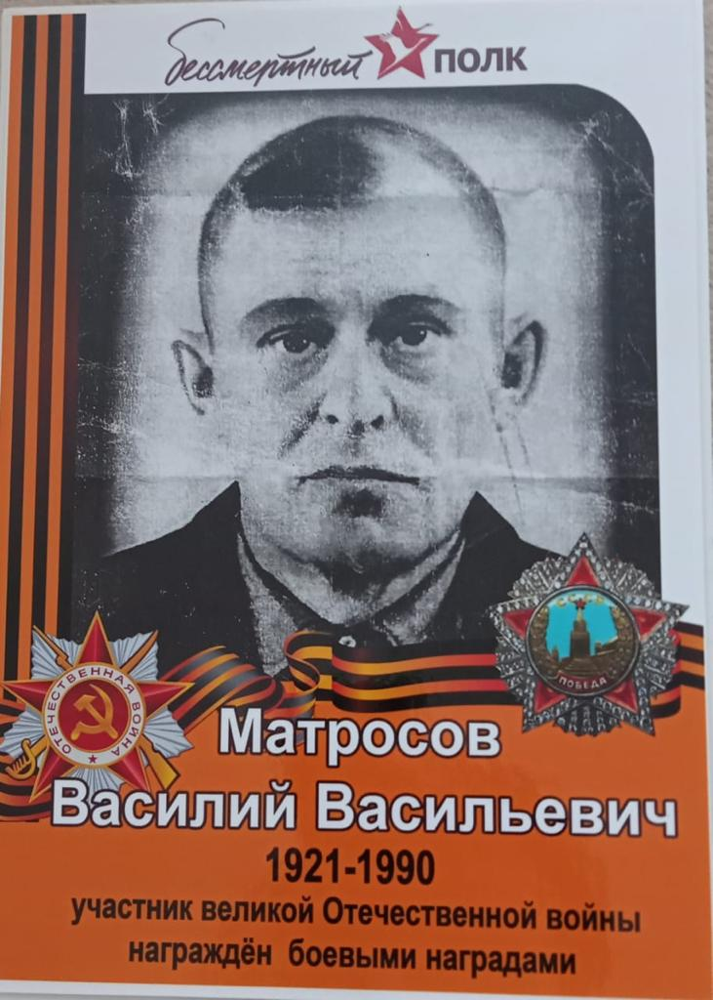 бессмертный ПОЛК
ОТЕЧЕСТВЕННАЯ ВОЙНА
СССР
ПОБЕДА
Матросов
Василий Васильевич
1921-1990
участник великой Отечественной войны
награждён боевыми наградами